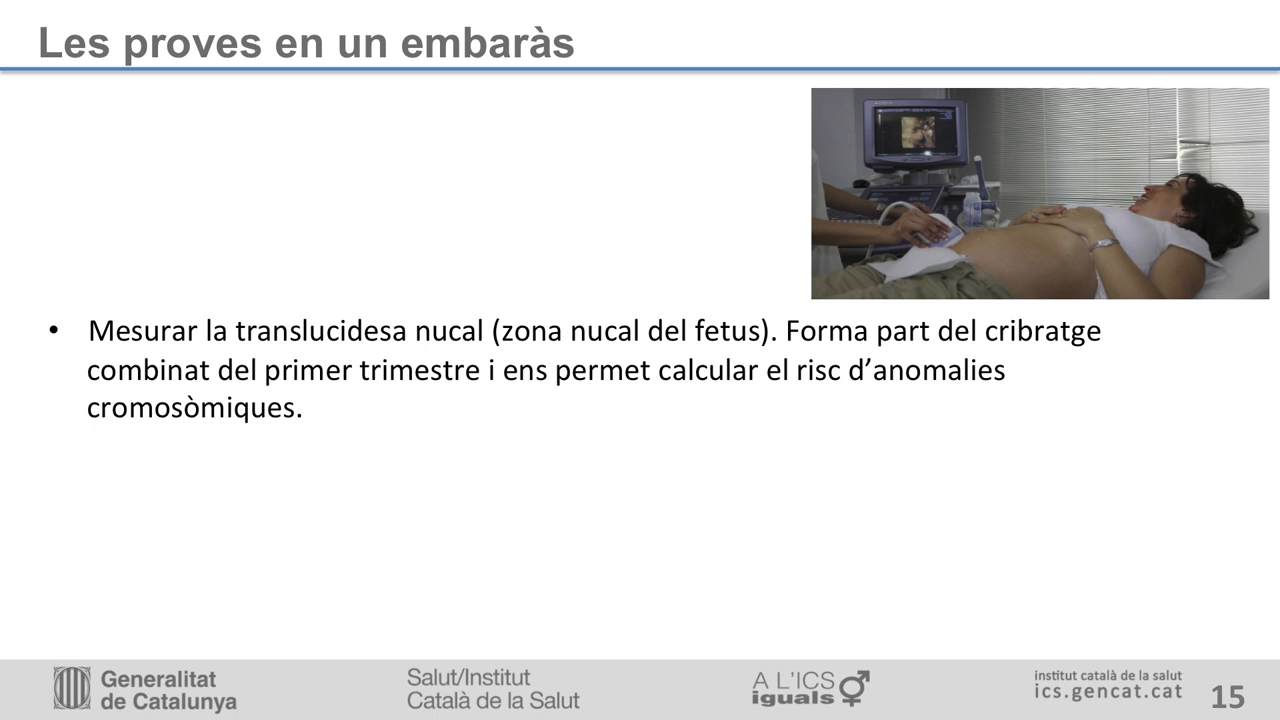 Les proves en un embaràs
• Mesurar la translucidesa nucal (zona nucal del fetus). Forma part del cribratge
combinat del primer trimestre i ens permet calcular el risc d’anomalies
cromosòmiques.
Generalitat
de Catalunya
Salut/Institut
Català de la Salut
A L'ICS
iguals
institut català de la salut
ics.gencat.cat
15